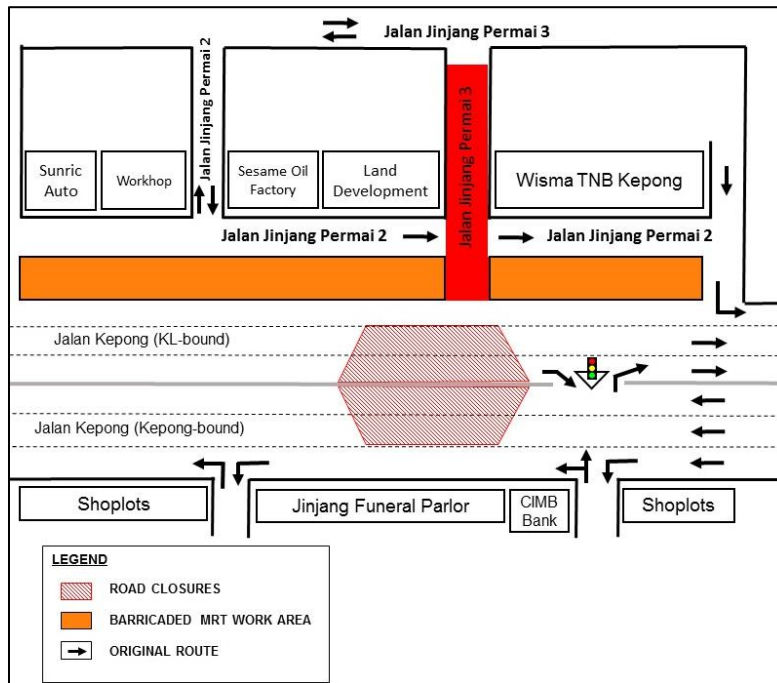 Jalan Jinjang Permai 3
Jalan Jinjang Permai 2
Jalan Jinjang Permai 3
Sunric
Auto
Workhop
Sesame Oil
Factory
Land
Development
Wisma TNB Kepong
Jalan Jinjang Permai 2
Jalan Jinjang Permai 2
Jalan Kepong (KL-bound)
Jalan Kepong (Kepong-bound)
Shoplots
Jinjang Funeral Parlor
CIMB
Bank
Shoplots
LEGEND
ROAD CLOSURES
BARRICADED MRT WORK AREA
ORIGINAL ROUTE